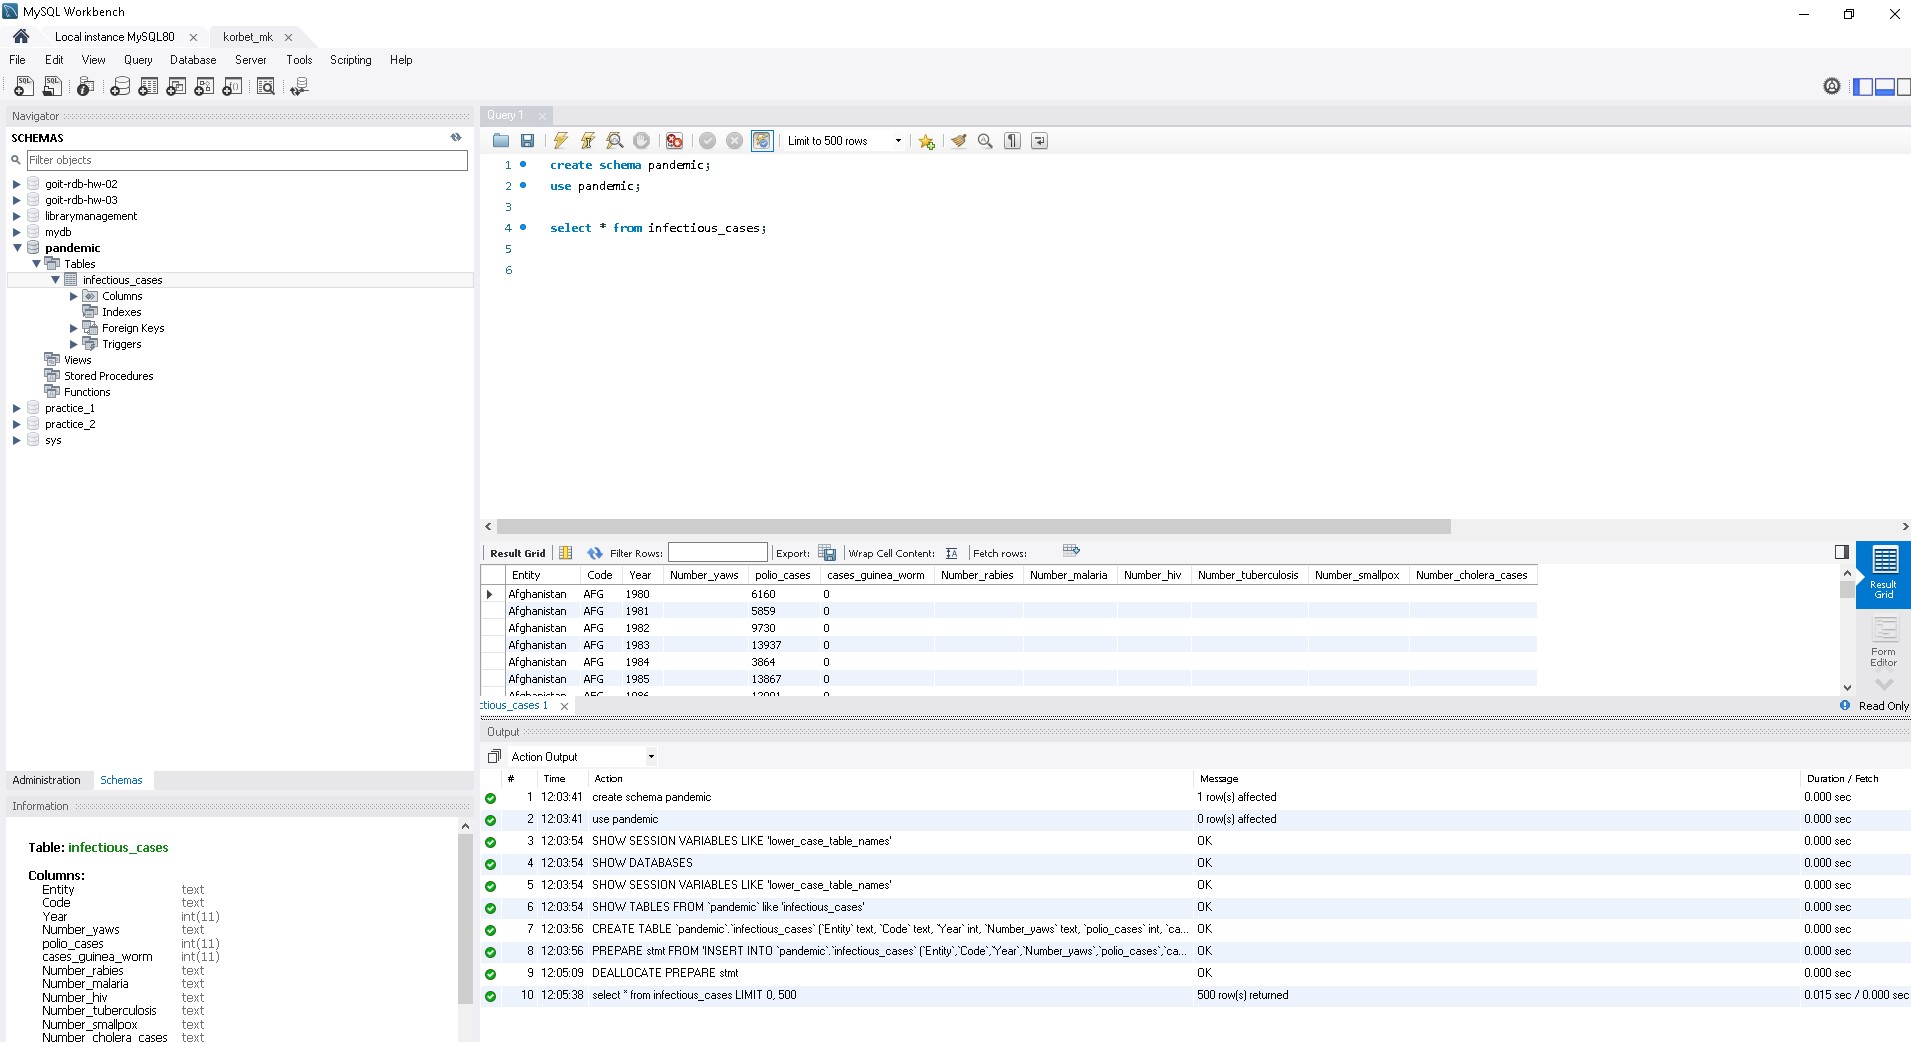 MySQL Workbench
Local instance MySQL80
korbet_mk
File Edit View Query Database Server Tools Scripting Help
Navigator
SCHEMAS
Filter objects
goit-rdb-hw-02
goit-rdb-hw-03
librarymanagement
mydb
pandemic
Tables
infectious_cases
Columns
Indexes
Foreign Keys
Triggers
Views
Stored Procedures
Functions
practice_1
practice_2
sys
Administration Schemas
Information
Table: infectious_cases
Columns:
Entity text
Code text
Year int(11)
Number_yaws text
polio_cases int(11)
cases_guinea_worm int(11)
Number_rabies text
Number_malaria text
Number_hiv text
Number_tuberculosis text
Number_smallpox text
Number_cholera_cases text
Query 1
Limit to 500 rows
1 create schema pandemic;
2 use pandemic;
3
4 select * from infectious_cases;
5
6
Result Grid Filter Rows: Export: Wrap Cell Content: Fetch rows:
Entity Code Year Number_yaws polio_cases cases_guinea_worm Number_rabies Number_malaria Number_hiv Number_tuberculosis Number_smallpox Number_cholera_cases
Afghanistan AFG 1980 6160 0
Afghanistan AFG 1981 5859 0
Afghanistan AFG 1982 9730 0
Afghanistan AFG 1983 13937 0
Afghanistan AFG 1984 3864 0
Afghanistan AFG 1985 13867 0
Afghanistan AFG 1986 0
Result Grid
Form Editor
ctious_cases 1
Read Only
Output
Action Output
# Time Action Message Duration / Fetch
1 12:03:41 create schema pandemic 1 row(s) affected 0.000 sec
2 12:03:41 use pandemic 0 row(s) affected 0.000 sec
3 12:03:54 SHOW SESSION VARIABLES LIKE 'lower_case_table_names' OK 0.000 sec
4 12:03:54 SHOW DATABASES OK 0.000 sec
5 12:03:54 SHOW SESSION VARIABLES LIKE 'lower_case_table_names' OK 0.000 sec
6 12:03:54 SHOW TABLES FROM `pandemic` like 'infectious_cases' OK 0.000 sec
7 12:03:56 CREATE TABLE `pandemic`.`infectious_cases` (`Entity` text, `Code` text, `Year` int, `Number_yaws` text, `polio_cases` int, `ca... OK 0.000 sec
8 12:03:56 PREPARE stmt FROM 'INSERT INTO `pandemic`.`infectious_cases` (`Entity`,`Code`,`Year`,`Number_yaws`,`polio_cases`,`ca... OK 0.000 sec
9 12:05:09 DEALLOCATE PREPARE stmt OK 0.000 sec
10 12:05:38 select * from infectious_cases LIMIT 0, 500 500 row(s) returned 0.015 sec / 0.000 sec